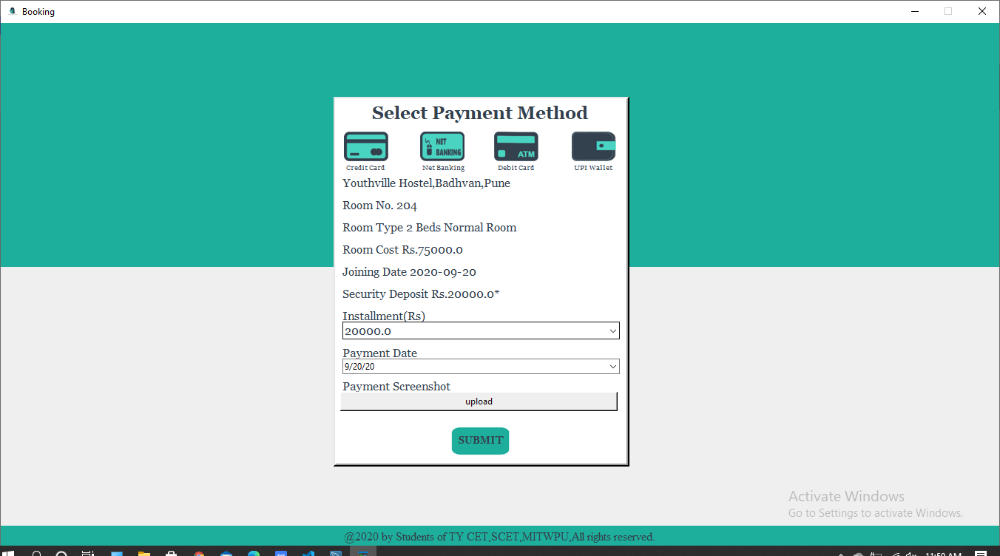 Booking
Select Payment Method
NET
BANKING
ATM
Credit Card Net Banking Debit Card UPI Wallet
Youthville Hostel,Badhvan,Pune
Room No. 204
Room Type 2 Beds Normal Room
Room Cost Rs.75000.0
Joining Date 2020-09-20
Security Deposit Rs.20000.0*
Installment(Rs)
20000.0
Payment Date
9/20/20
Payment Screenshot
upload
SUBMIT
Activate Windows
Go to Settings to activate Windows.
@2020 by Students of TY CET,SCET,MITWPU,All rights reserved.
11:50 AM